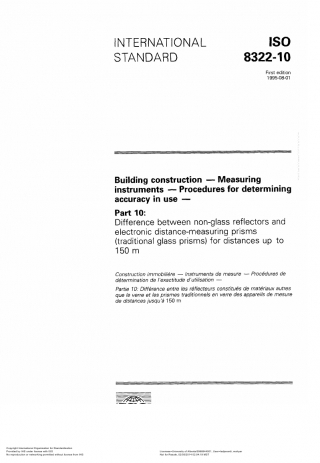 INTERNATIONAL
STANDARD
ISO
8322-10
First edition
1995-08-01
Building construction — Measuring
instruments — Procedures for determining
accuracy in use —
Part 10:
Difference between non-glass reflectors and
electronic distance-measuring prisms
(traditional glass prisms) for distances up to
150 m
Construction immobilière — Instruments de mesure — Procédures de
détermination de l'exactitude d'utilisation —
Partie 10: Différence entre les réflecteurs constitués de matériaux autres
que le verre et les prismes traditionnels en verre des appareils de mesure
de distances jusqu'à 150 m